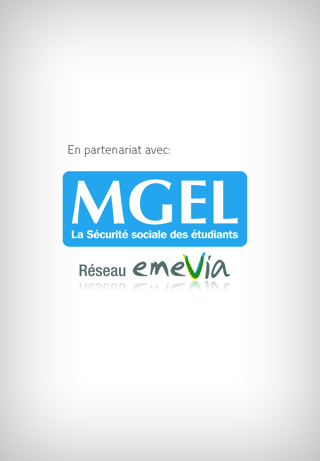 En partenariat avec:
MGEL
La Sécurité sociale des étudiants
Réseau emeVia